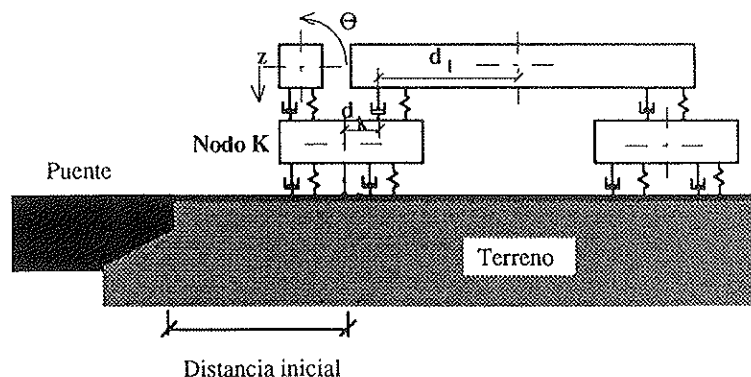 Θ
z
d₁
d
Nodo K
Puente
Terreno
Distancia inicial